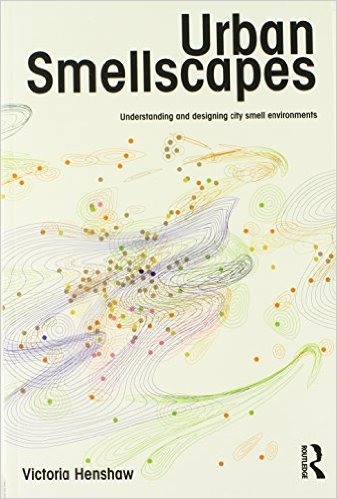 Urban
Smellscapes
Understanding and designing city smell environments
Victoria Henshaw
ROUTLEDGE